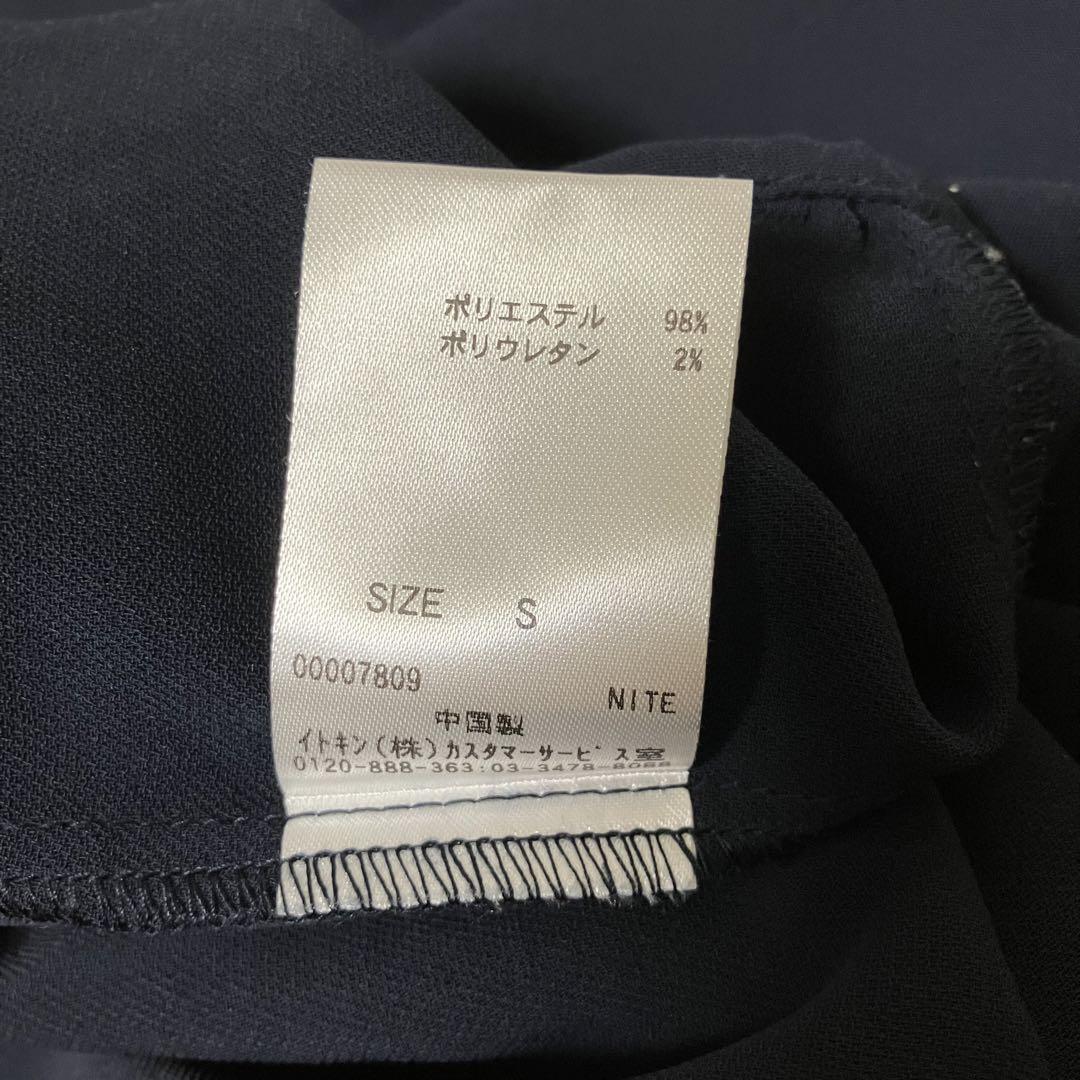 ポリエステル 98%
ポリウレタン 2%
SIZE S
00007809
NITE
中国製
イトキン(株)カスタマーサービス室
0120-888-363:03-3478-8088